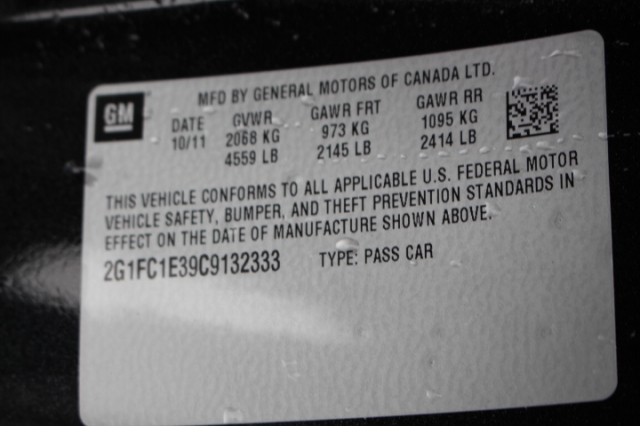 GM
MFD BY GENERAL MOTORS OF CANADA LTD.
DATE GVWR GAWR FRT GAWR RR
10/11 2068 KG 973 KG 1095 KG
4559 LB 2145 LB 2414 LB
THIS VEHICLE CONFORMS TO ALL APPLICABLE U.S. FEDERAL MOTOR
VEHICLE SAFETY, BUMPER, AND THEFT PREVENTION STANDARDS IN
EFFECT ON THE DATE OF MANUFACTURE SHOWN ABOVE.
2G1FC1E39C9132333 TYPE: PASS CAR